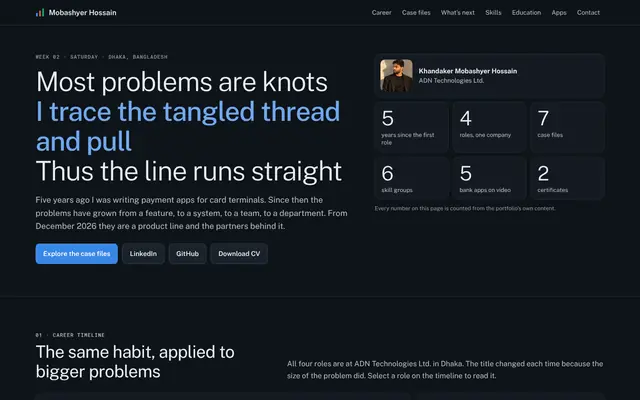 Mobashyer Hossain
Career Case files What's next Skills Education Apps Contact
WEEK 02 · SATURDAY · DHAKA, BANGLADESH
Most problems are knots
I trace the tangled thread
and pull
Thus the line runs straight
Five years ago I was writing payment apps for card terminals. Since then the
problems have grown from a feature, to a system, to a team, to a department. From
December 2026 they are a product line and the partners behind it.
Explore the case files LinkedIn GitHub Download CV
Khandaker Mobashyer Hossain
ADN Technologies Ltd.
5
years since the first
role
4
roles, one company
7
case files
6
skill groups
5
bank apps on video
2
certificates
Every number on this page is counted from the portfolio's own content.
01 · CAREER TIMELINE
The same habit, applied to
bigger problems
All four roles are at ADN Technologies Ltd. in Dhaka. The title changed each time because the
size of the problem did. Select a role on the timeline to read it.